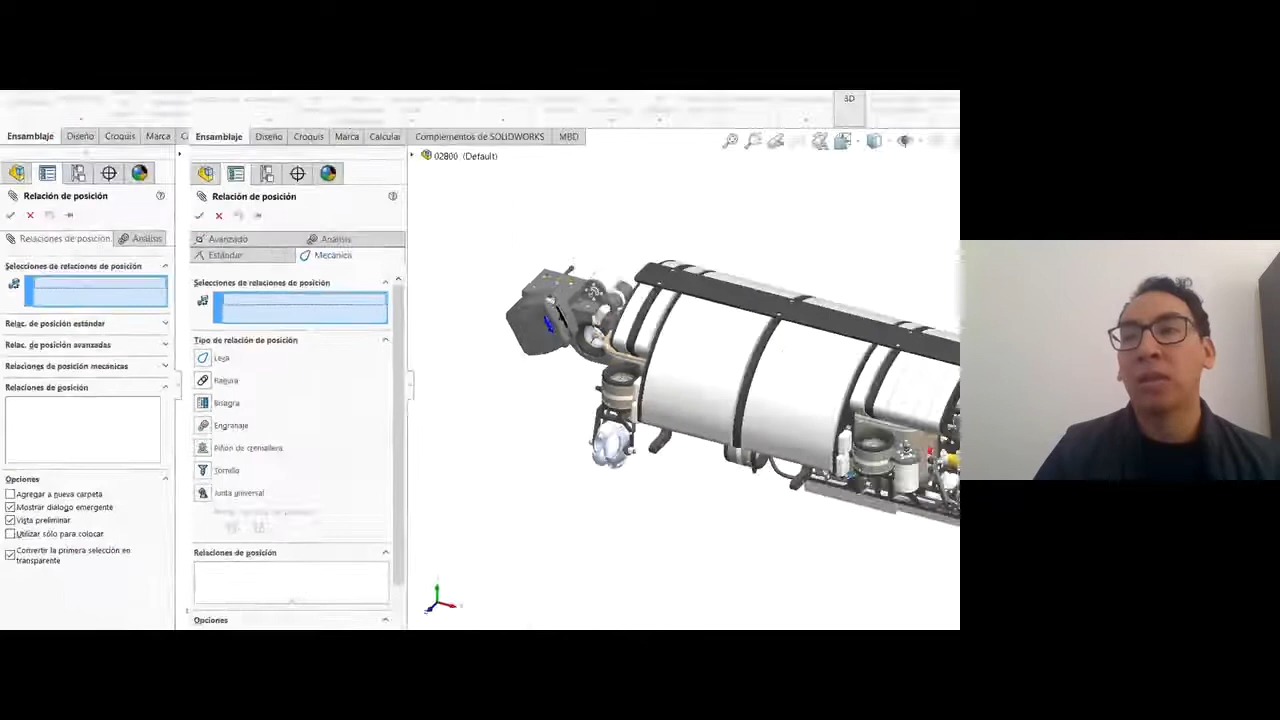 3D
Ensamblaje Diseño Croquis Marca
Ensamblaje Diseño Croquis Marca Calcular Complementos de SOLIDWORKS MBD
02800 (Default)
Relación de posición
Relaciones de posición Análisis
Selecciones de relaciones de posición
Relac. de posición estándar
Relac. de posición avanzadas
Relaciones de posición mecánicas
Relaciones de posición
Opciones
Agregar a nueva carpeta
Mostrar diálogo emergente
Vista preliminar
Utilizar sólo para colocar
Convertir la primera selección en
transparente
Relación de posición
Avanzado Análisis
Estándar Mecánico
Selecciones de relaciones de posición
Tipo de relación de posición
Leva
Ranura
Bisagra
Engranaje
Piñón de cremallera
Tornillo
Junta universal
Relaciones de posición
Opciones